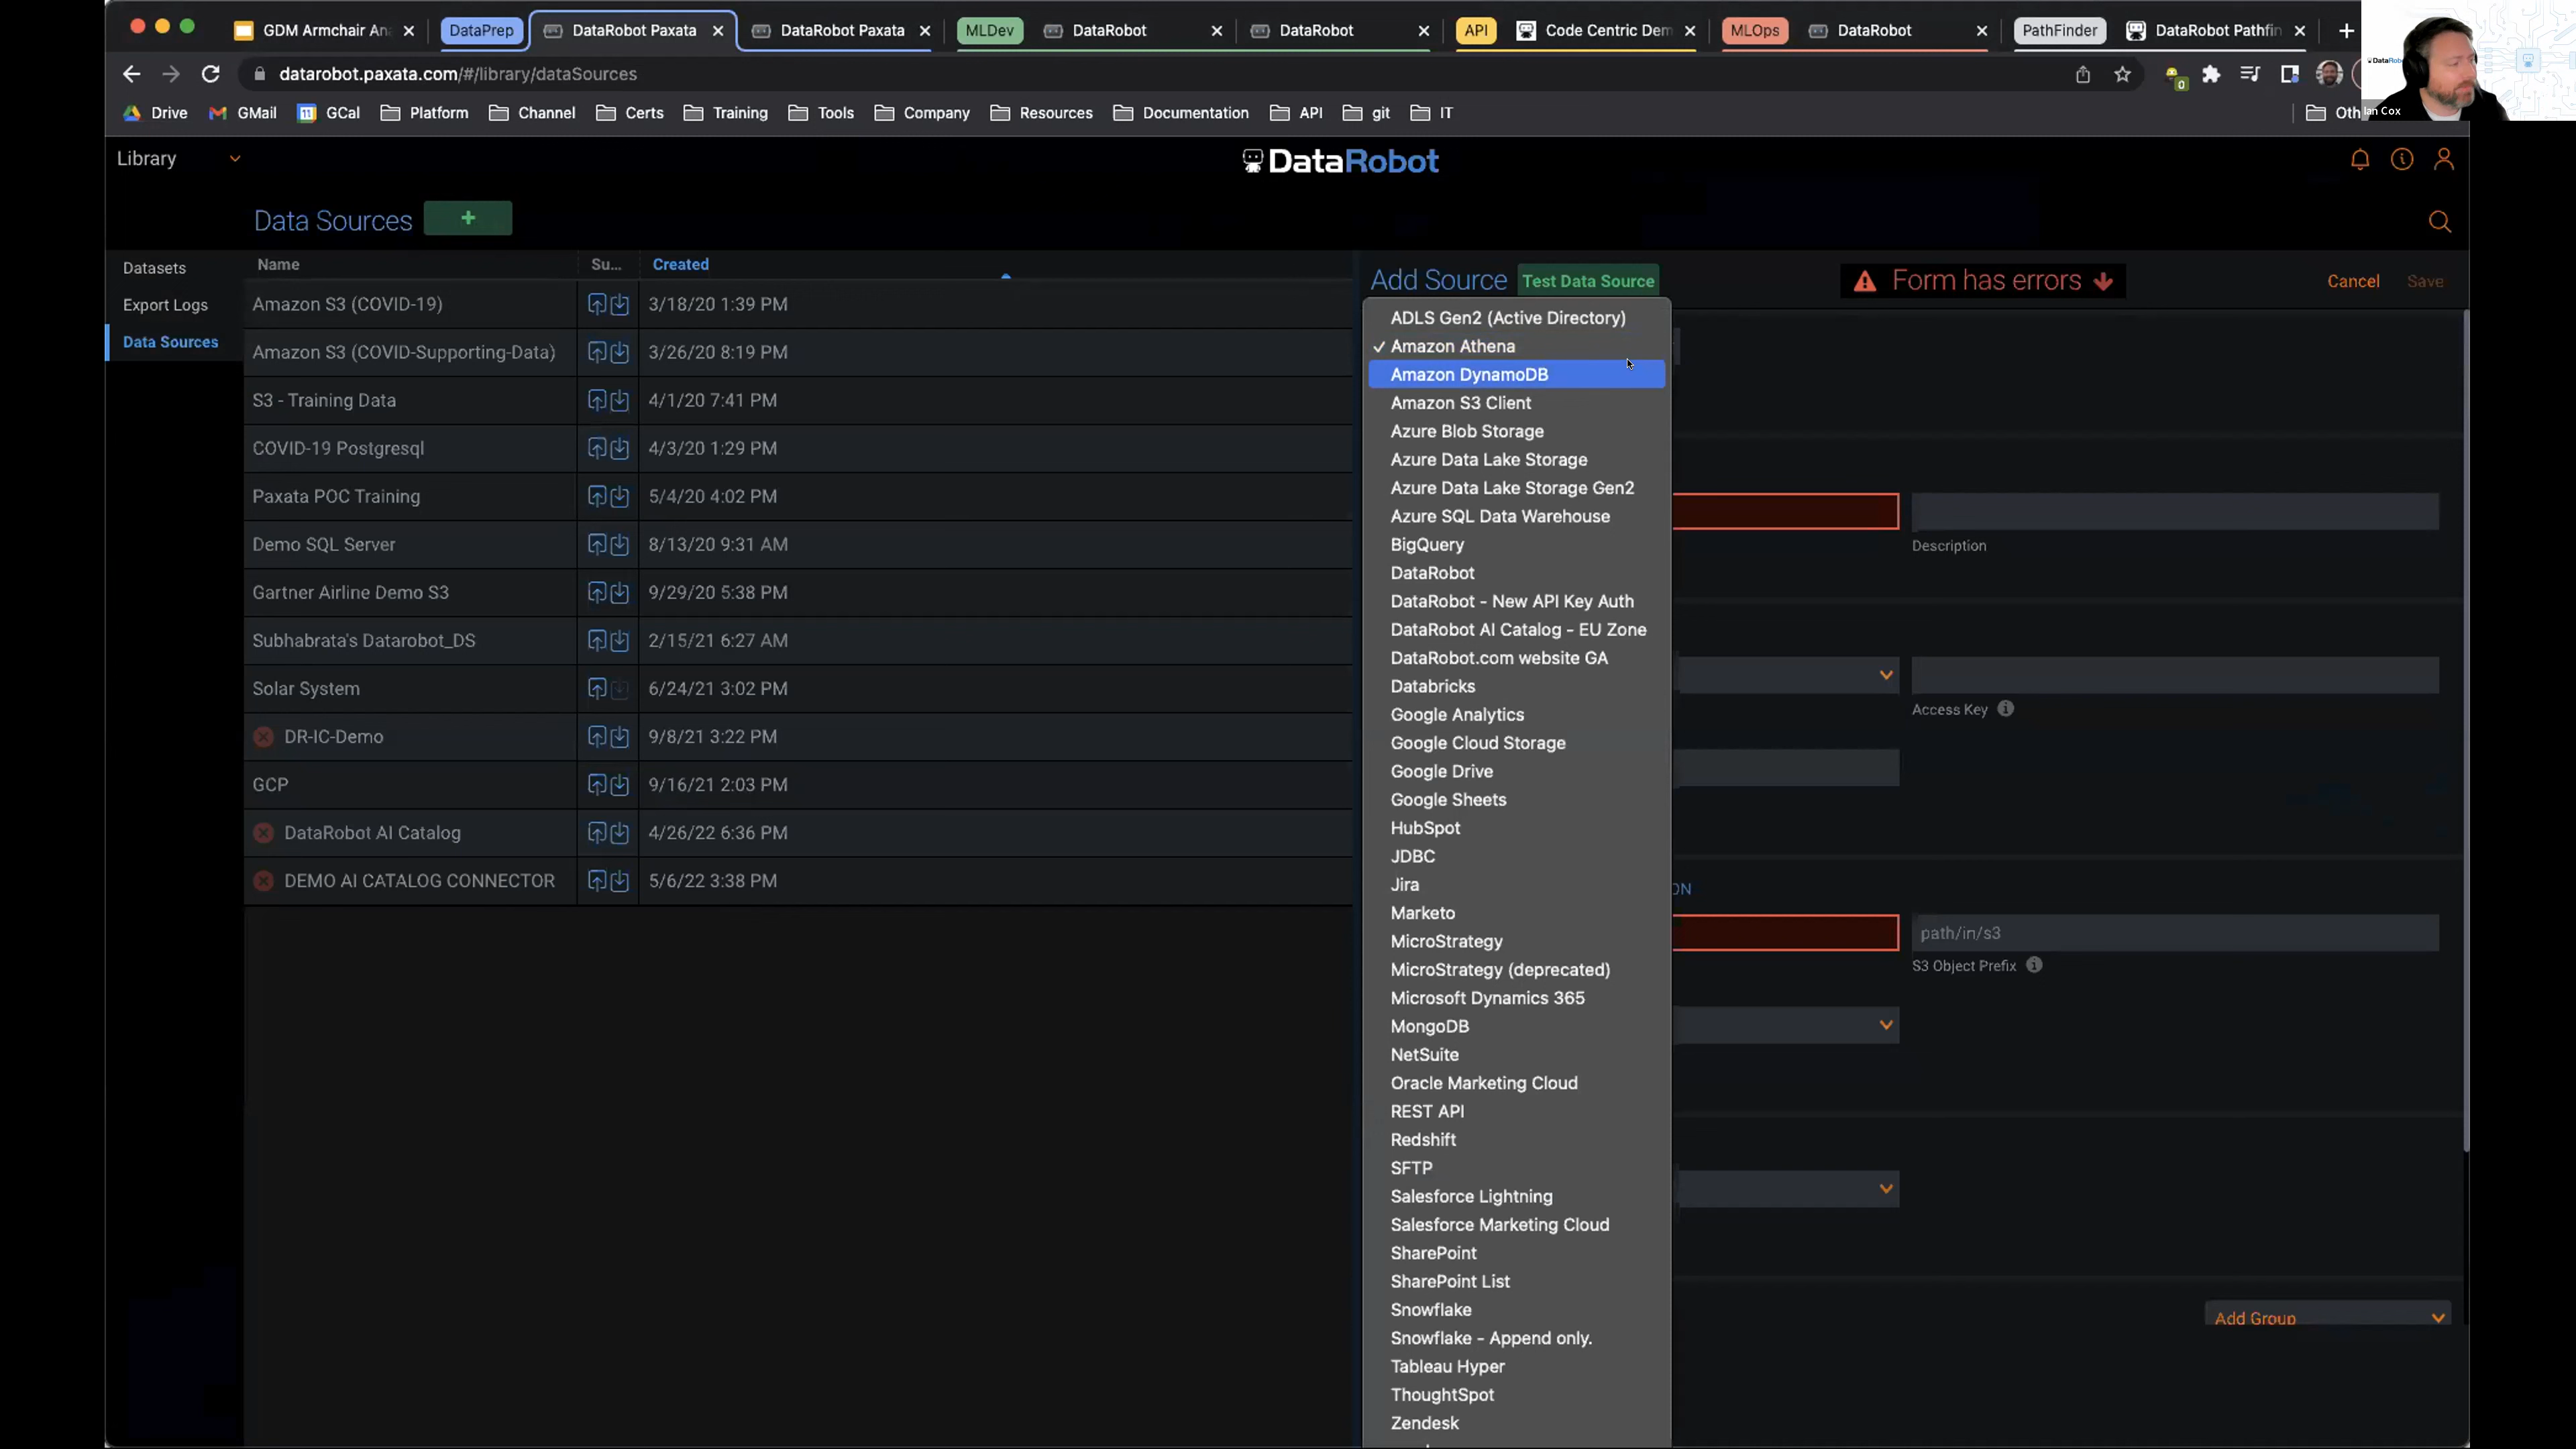 GDM Armchair An
DataPrep
DataRobot Paxata
DataRobot Paxata
MLDev
DataRobot
DataRobot
API
Code Centric Dem
MLOps
DataRobot
PathFinder
DataRobot Pathfin
datarobot.paxata.com/#/library/dataSources
0
DataRob
Ian Cox
Drive
GMail
GCal
Platform
Channel
Certs
Training
Tools
Company
Resources
Documentation
API
git
IT
Oth
Library
DataRobot
Data Sources +
Datasets
Export Logs
Data Sources
Name Su... Created
Amazon S3 (COVID-19) 3/18/20 1:39 PM
Amazon S3 (COVID-Supporting-Data) 3/26/20 8:19 PM
S3 - Training Data 4/1/20 7:41 PM
COVID-19 Postgresql 4/3/20 1:29 PM
Paxata POC Training 5/4/20 4:02 PM
Demo SQL Server 8/13/20 9:31 AM
Gartner Airline Demo S3 9/29/20 5:38 PM
Subhabrata's Datarobot_DS 2/15/21 6:27 AM
Solar System 6/24/21 3:02 PM
DR-IC-Demo 9/8/21 3:22 PM
GCP 9/16/21 2:03 PM
DataRobot AI Catalog 4/26/22 6:36 PM
DEMO AI CATALOG CONNECTOR 5/6/22 3:38 PM
Add Source Test Data Source Form has errors Cancel Save
ADLS Gen2 (Active Directory)
✓ Amazon Athena
Amazon DynamoDB
Amazon S3 Client
Azure Blob Storage
Azure Data Lake Storage
Azure Data Lake Storage Gen2
Azure SQL Data Warehouse
BigQuery
DataRobot
DataRobot - New API Key Auth
DataRobot AI Catalog - EU Zone
DataRobot.com website GA
Databricks
Google Analytics
Google Cloud Storage
Google Drive
Google Sheets
HubSpot
JDBC
Jira
Marketo
MicroStrategy
MicroStrategy (deprecated)
Microsoft Dynamics 365
MongoDB
NetSuite
Oracle Marketing Cloud
REST API
Redshift
SFTP
Salesforce Lightning
Salesforce Marketing Cloud
SharePoint
SharePoint List
Snowflake
Snowflake - Append only.
Tableau Hyper
ThoughtSpot
Zendesk
Description
Access Key
ON
path/in/s3
S3 Object Prefix
Add Group